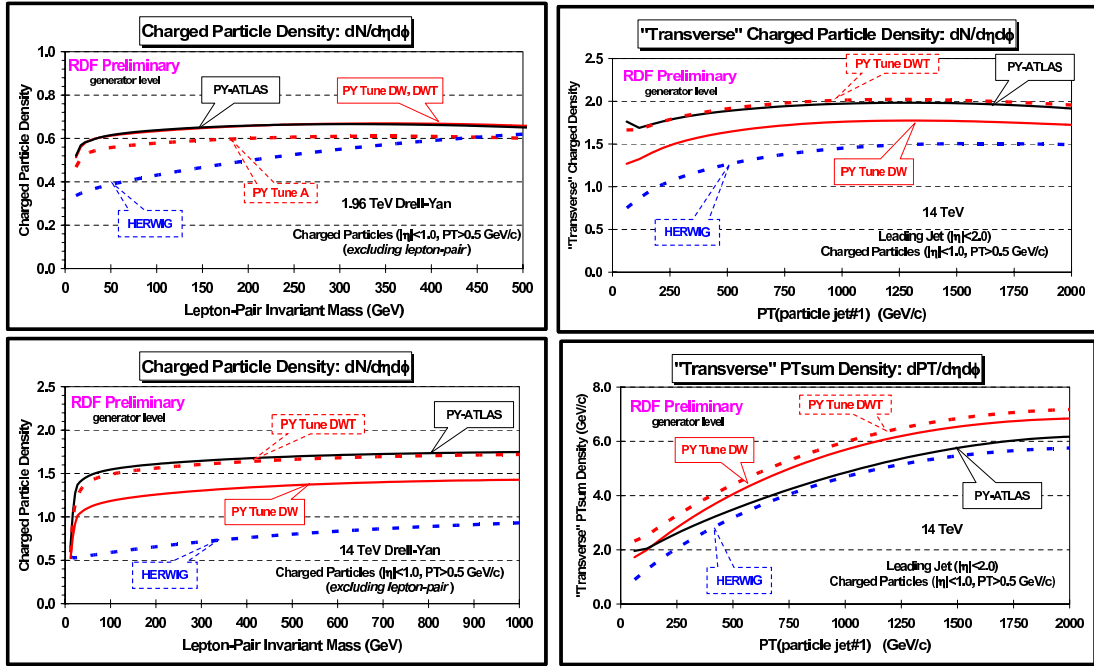 Charged Particle Density: dN/dηdϕ
RDF Preliminary
generator level
PY-ATLAS
PY Tune DW, DWT
PY Tune A
HERWIG
1.96 TeV Drell-Yan
Charged Particles (|η|<1.0, PT>0.5 GeV/c)
(excluding lepton-pair)
Charged Particle Density
0.0
0.2
0.4
0.6
0.8
1.0
0
50
100
150
200
250
300
350
400
450
500
Lepton-Pair Invariant Mass (GeV)
"Transverse" Charged Particle Density: dN/dηdϕ
RDF Preliminary
generator level
PY Tune DWT
PY-ATLAS
PY Tune DW
HERWIG
14 TeV
Leading Jet (|η|<2.0)
Charged Particles (|η|<1.0, PT>0.5 GeV/c)
"Transverse" Charged Density
0.0
0.5
1.0
1.5
2.0
2.5
0
250
500
750
1000
1250
1500
1750
2000
PT(particle jet#1) (GeV/c)
Charged Particle Density: dN/dηdϕ
RDF Preliminary
generator level
PY Tune DWT
PY-ATLAS
PY Tune DW
HERWIG
14 TeV Drell-Yan
Charged Particles (|η|<1.0, PT>0.5 GeV/c)
(excluding lepton-pair)
Charged Particle Density
0.0
0.5
1.0
1.5
2.0
2.5
0
100
200
300
400
500
600
700
800
900
1000
Lepton-Pair Invariant Mass (GeV)
"Transverse" PTsum Density: dPT/dηdϕ
RDF Preliminary
generator level
PY Tune DWT
PY Tune DW
PY-ATLAS
HERWIG
14 TeV
Leading Jet (|η|<2.0)
Charged Particles (|η|<1.0, PT>0.5 GeV/c)
"Transverse" PTsum Density (GeV/c)
0.0
2.0
4.0
6.0
8.0
0
250
500
750
1000
1250
1500
1750
2000
PT(particle jet#1) (GeV/c)